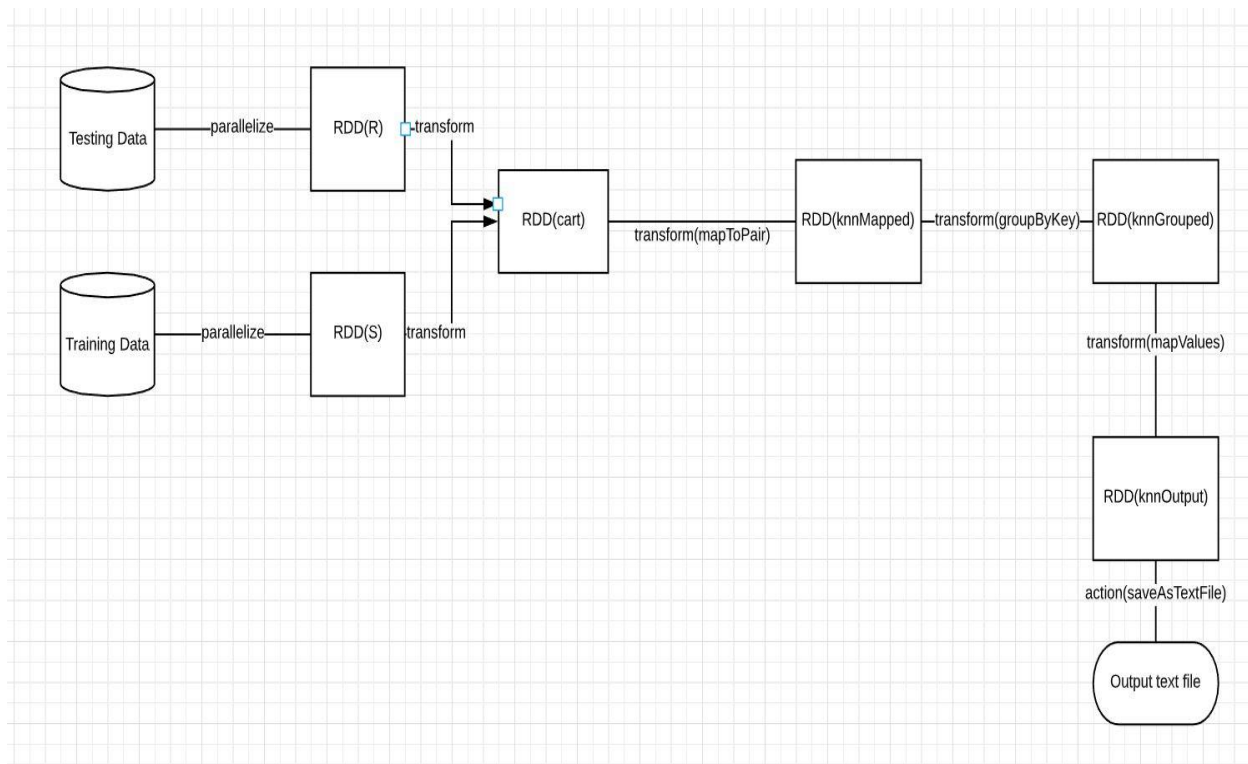 Testing Data
parallelize
RDD(R)
transform
RDD(cart)
transform(mapToPair)
RDD(knnMapped)
transform(groupByKey)
RDD(knnGrouped)
Training Data
parallelize
RDD(S)
transform
transform(mapValues)
RDD(knnOutput)
action(saveAsTextFile)
Output text file